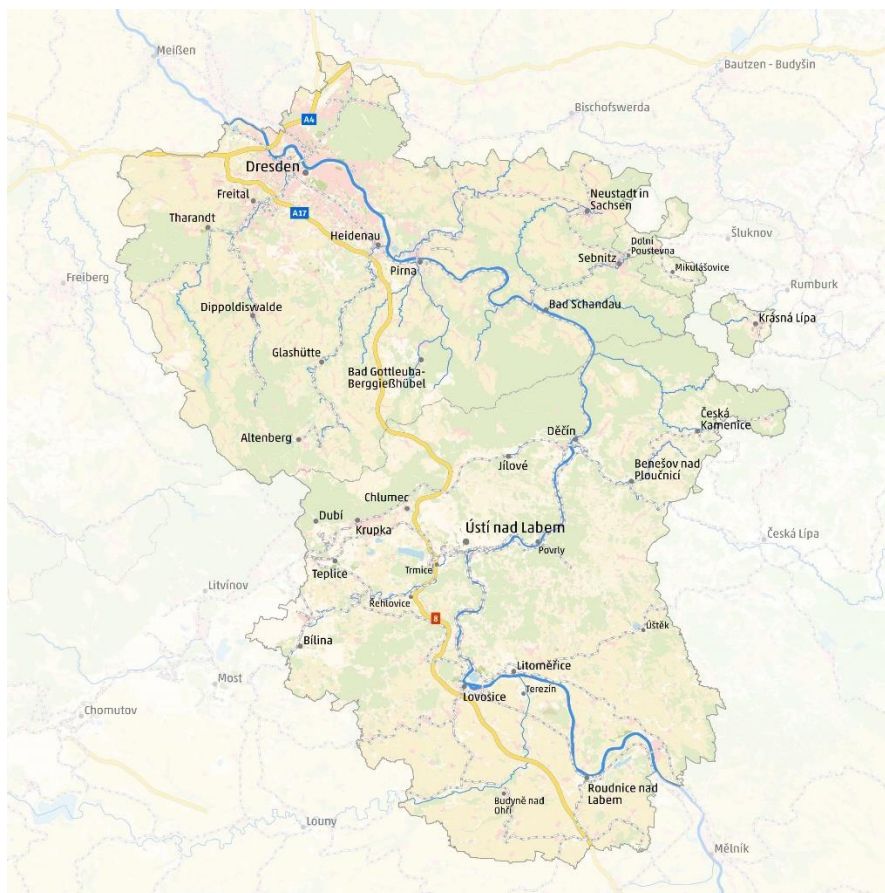 Meißen
Bautzen - Budyšin
Bischofswerda
A4
Dresden
Freital
A17
Neustadt in
Sachsen
Tharandt
Heidenau
Dolní
Poustevna
Šluknov
Sebnitz
Mikulášovice
Pirna
Freiberg
Rumburk
Dippoldiswalde
Bad Schandau
Krásná Lípa
Glashütte
Bad Gottleuba-
Berggießhübel
Česká
Kamenice
Altenberg
Děčín
Jílové
Benešov nad
Ploučnicí
Chlumec
Dubí
Krupka
Ústí nad Labem
Česká Lípa
Povrly
Teplice
Trmice
Litvínov
Řehlovice
8
Úštěk
Bílina
Litoměřice
Most
Terezín
Lovošice
Chomutov
Roudnice nad
Labem
Budyně nad
Ohří
Louny
Mělník